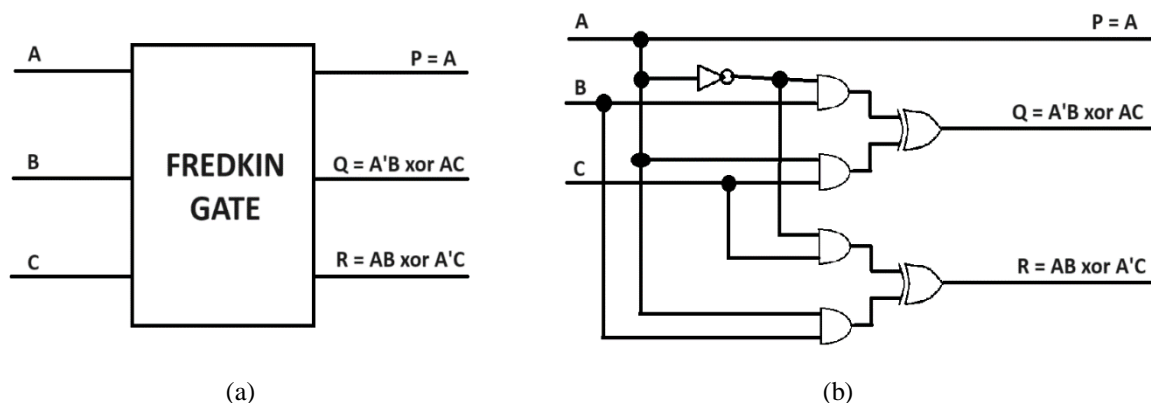 A
P = A
B
FREDKIN
GATE
Q = A'B xor AC
C
R = AB xor A'C
(a)
A
P = A
B
Q = A'B xor AC
C
R = AB xor A'C
(b)